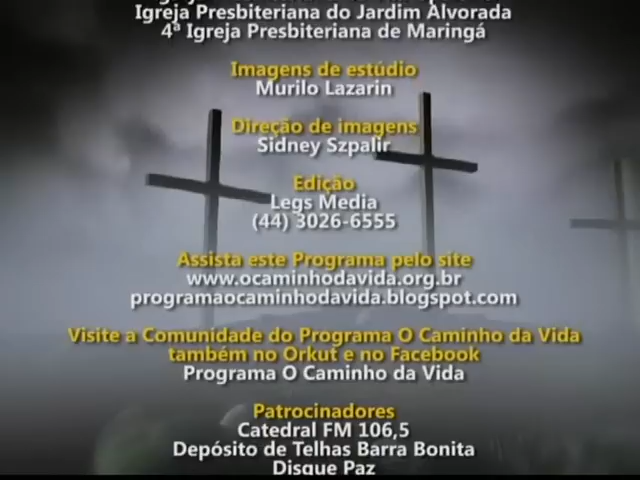 Igreja Presbiteriana do Jardim Alvorada
4ª Igreja Presbiteriana de Maringá
Imagens de estúdio
Murilo Lazarin
Direção de imagens
Sidney Szpalir
Edição
Legs Media
(44) 3026-6555
Assista este Programa pelo site
www.ocaminhodavida.org.br
programaocaminhodavida.blogspot.com
Visite a Comunidade do Programa O Caminho da Vida
também no Orkut e no Facebook
Programa O Caminho da Vida
Patrocinadores
Catedral FM 106,5
Depósito de Telhas Barra Bonita
Disque Paz